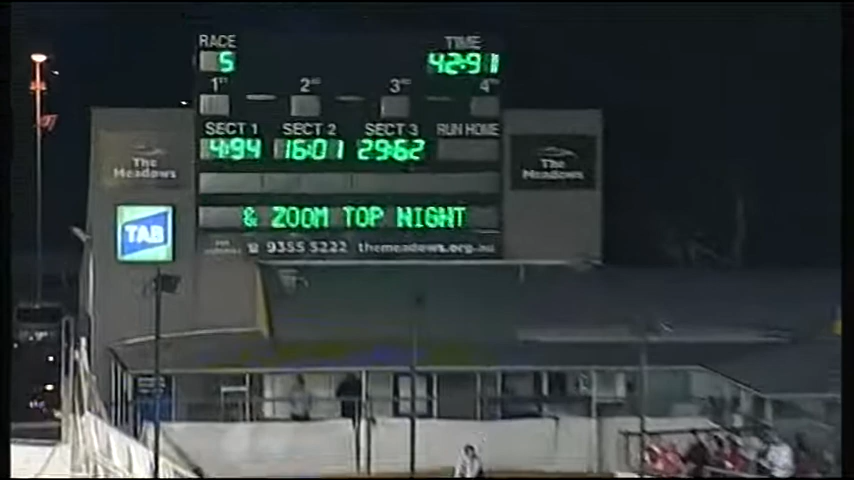 RACE 5 TIME 42:91
1ST 2ND 3RD 4TH
SECT 1 SECT 2 SECT 3 RUN HOME
4:94 16:01 29:62
The Meadows
The Meadows
& ZOOM TOP NIGHT
TAB
9355 5222 themeadows.org.au